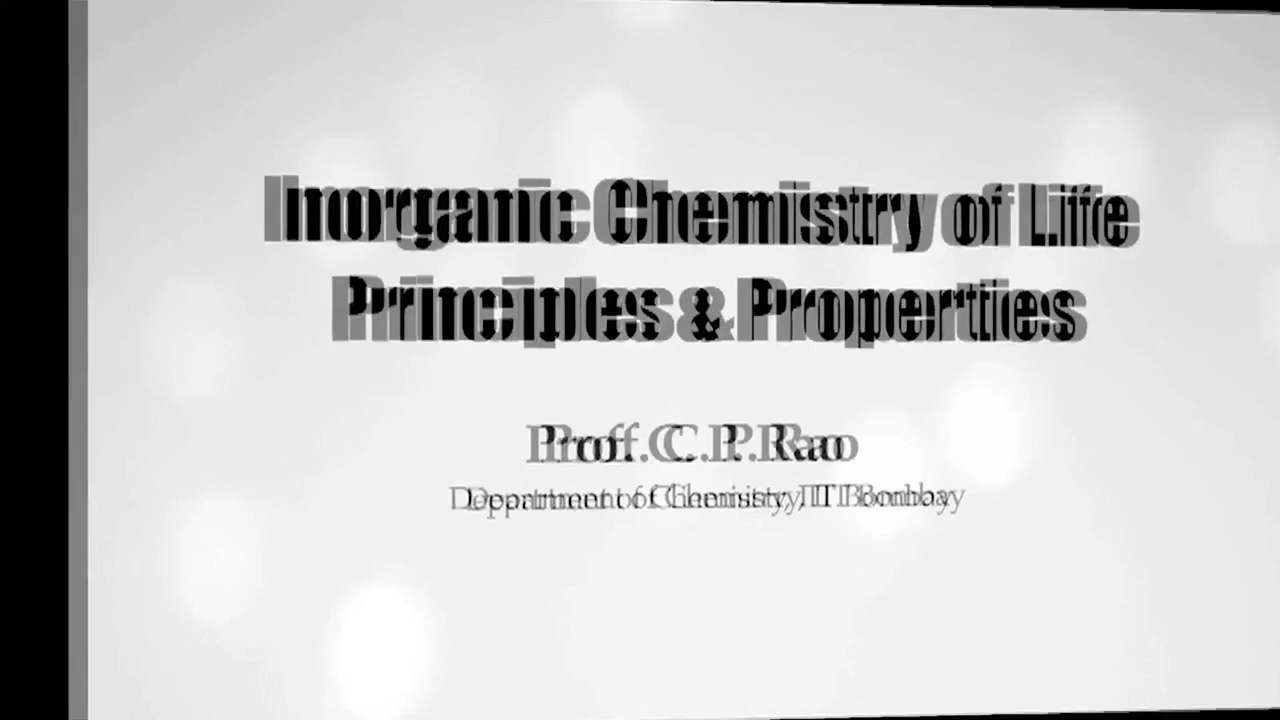 Inorganic Chemistry of Life
Principles & Properties
Prof. C. P. Rao
Department of Chemistry, IIT Bombay